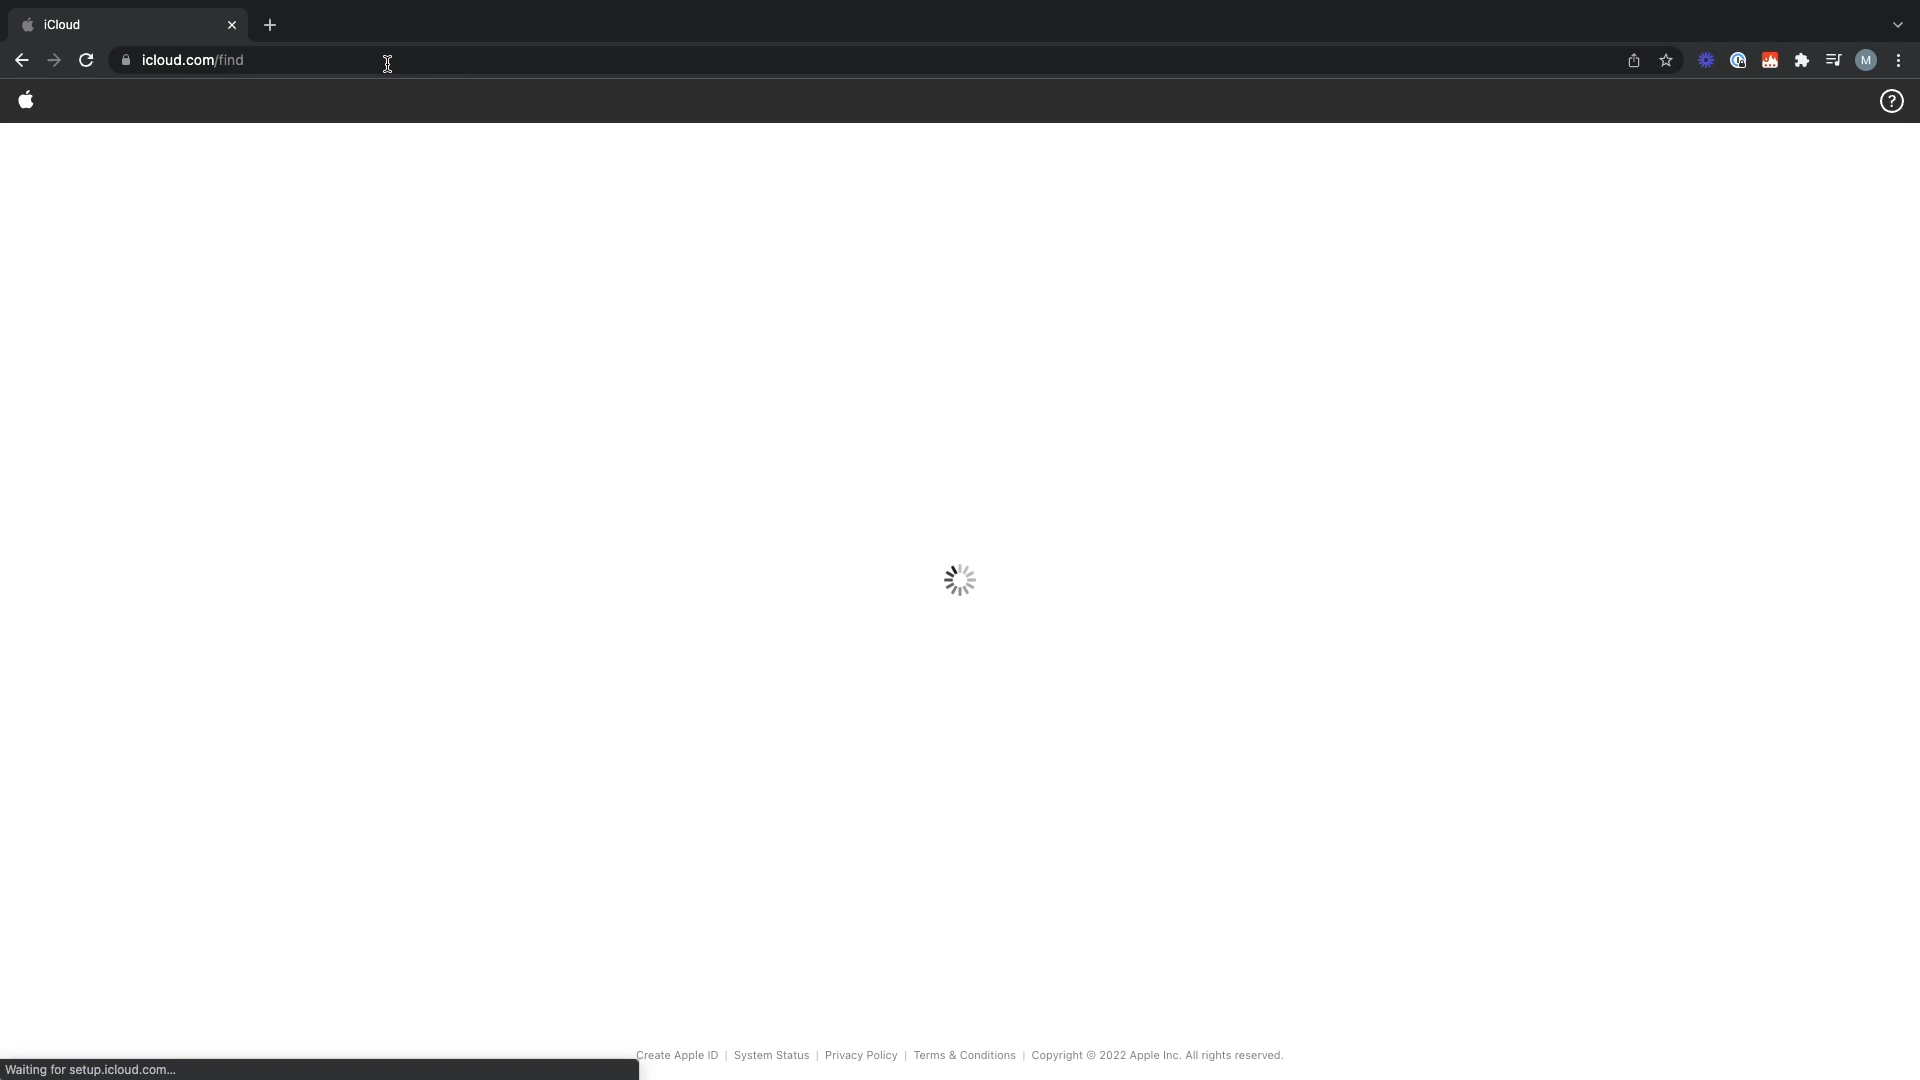 iCloud
icloud.com/find
M
?
Create Apple ID | System Status | Privacy Policy | Terms & Conditions | Copyright © 2022 Apple Inc. All rights reserved.
Waiting for setup.icloud.com...